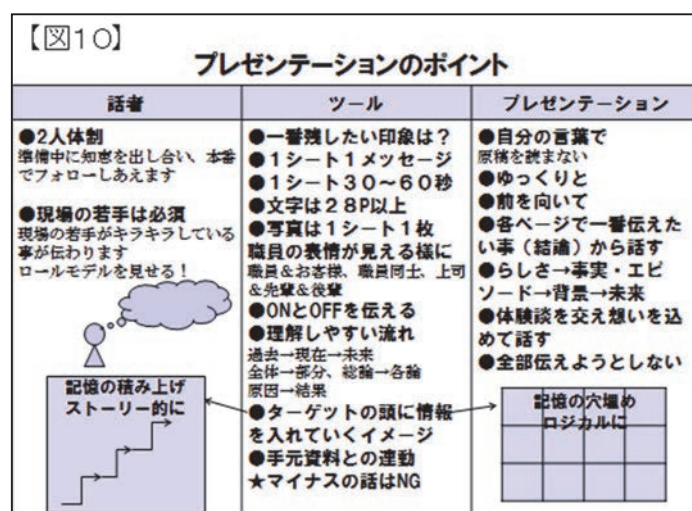 【図10】
プレゼンテーションのポイント
話者
●2人体制
準備中に知恵を出し合い、本番
でフォローしあえます
●現場の若手は必須
現場の若手がキラキラしている
事が伝わります
ロールモデルを見せる!
記憶の積み上げ
ストーリー的に
ツール
●一番残したい印象は?
●1シート1メッセージ
●1シート30~60秒
●文字は28P以上
●写真は1シート1枚
職員の表情が見える様に
職員&お客様、職員同士、上司
&先輩&後輩
●ONとOFFを伝える
●理解しやすい流れ
過去→現在→未来
全体→部分、総論→各論
原因→結果
●ターゲットの頭に情報
を入れていくイメージ
●手元資料との連動
★マイナスの話はNG
プレゼンテーション
●自分の言葉で
原稿を読まない
●ゆっくりと
●前を向いて
●各ページで一番伝えた
い事(結論)から話す
●らしさ→事実・エピ
ソード→背景→未来
●体験談を交え想いを込
めて話す
●全部伝えようとしない
記憶の穴埋め
ロジカルに